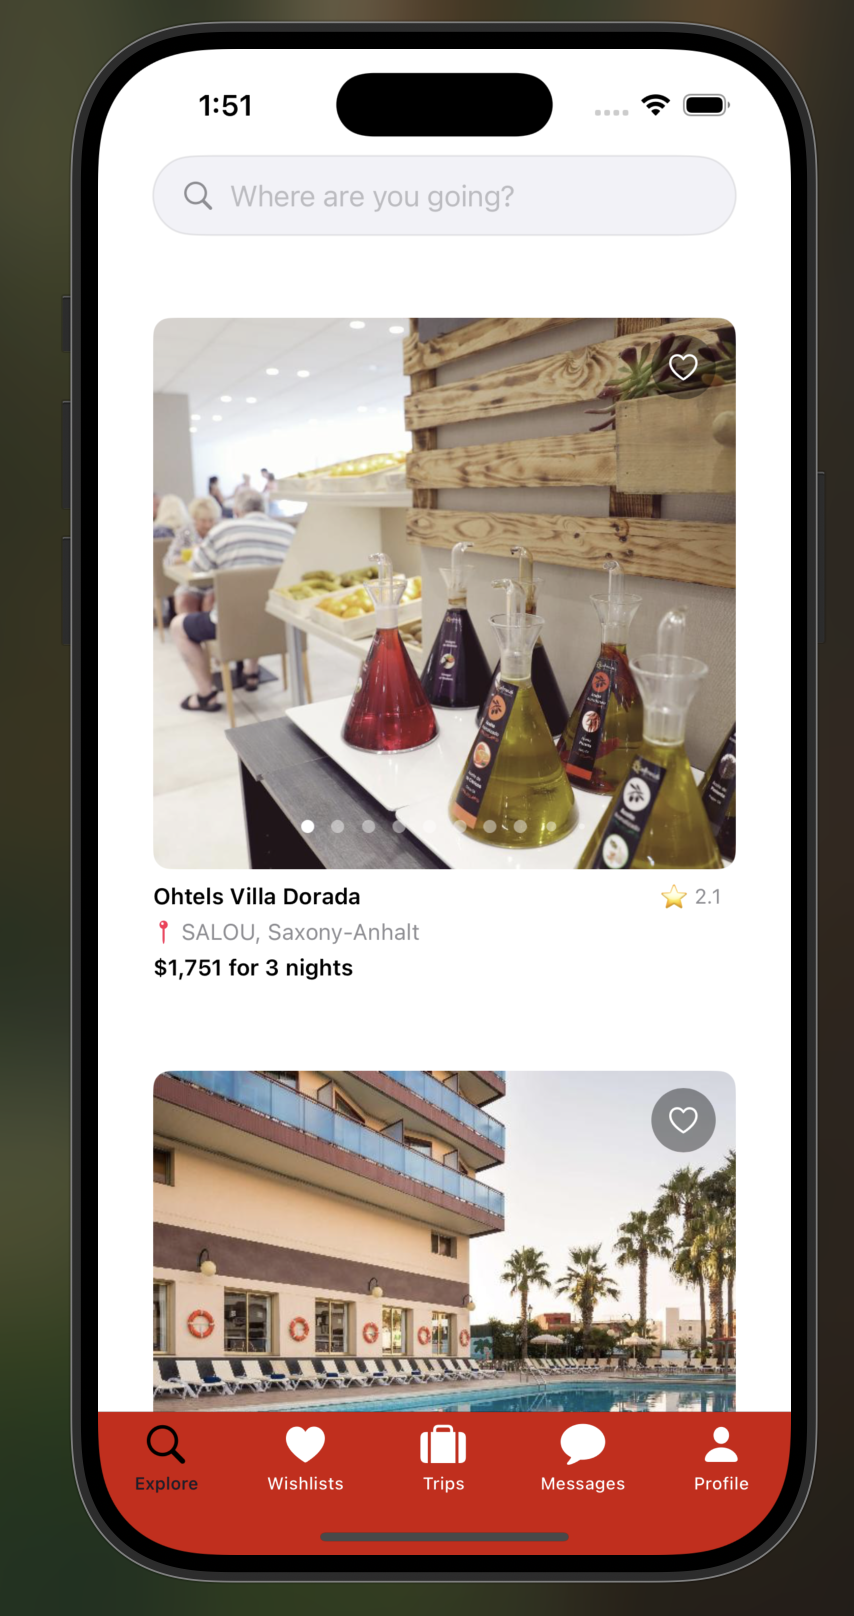 1:51
Where are you going?
Ohtels Villa Dorada
2.1
SALOU, Saxony-Anhalt
$1,751 for 3 nights
Explore
Wishlists
Trips
Messages
Profile